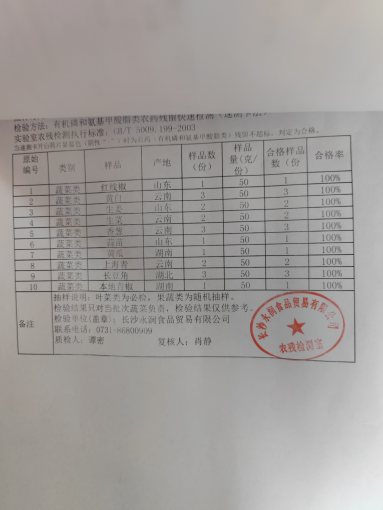 检验方法：有机磷和氨基甲酸脂类农药残留快速检测（速测卡法）
实验室农残检测执行标准：GB/T 5009.199-2003
原始编号 类别 样品 产地 样品数（份） 样品量（克/份） 合格样品数（份 合格率
1 蔬菜类 红线椒 山东 1 50 1 100%
2 蔬菜类 黄门 云南 3 50 3 100%
3 蔬菜类 生姜 山东 2 50 2 100%
4 蔬菜类 云南 2 50 2 100%
5 蔬菜类 香葱 云南 3 50 3 100%
6 蔬菜类 山东 1 50 1 100%
7 蔬菜类 黄瓜 湖南 1 50 1 100%
8 蔬菜类 上海青 云南 2 50 2 100%
9 蔬菜类 长豆角 湖北 3 50 3 100%
10 蔬菜类 本地青椒 湖南 1 50 1 100%
备注
抽样说明：叶菜类为必检，果蔬类为随机抽样。
检验结果只对当批次蔬菜负责，检验结果仅供参考。
检验单位(盖章)：长沙永润食品贸易有限公司
联系电话：0731-86800909
质检人：谭密 复核人：肖静
长沙永润食品贸易有限公司
农残检测室